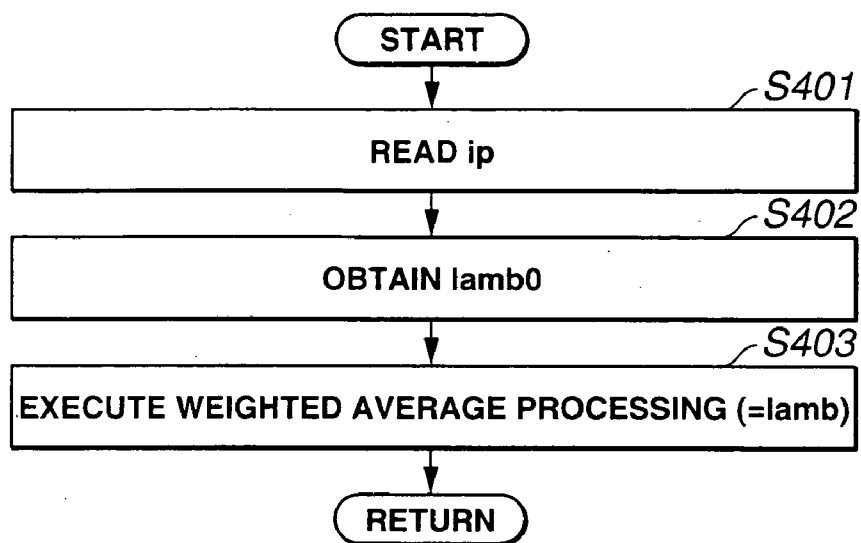 START
S401
READ ip
S402
OBTAIN lamb0
S403
EXECUTE WEIGHTED AVERAGE PROCESSING (=lamb)
RETURN